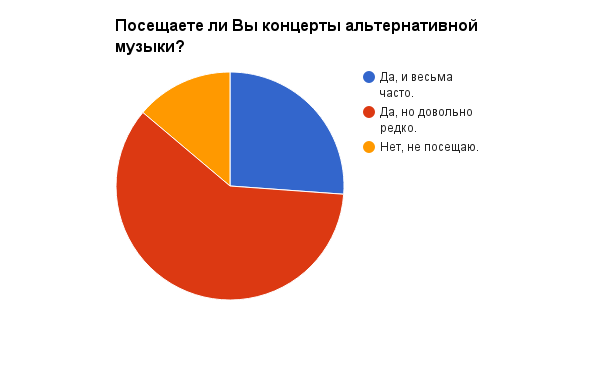 Посещаете ли Вы концерты альтернативной
музыки?
Да, и весьма
часто.
Да, но довольно
редко.
Нет, не посещаю.